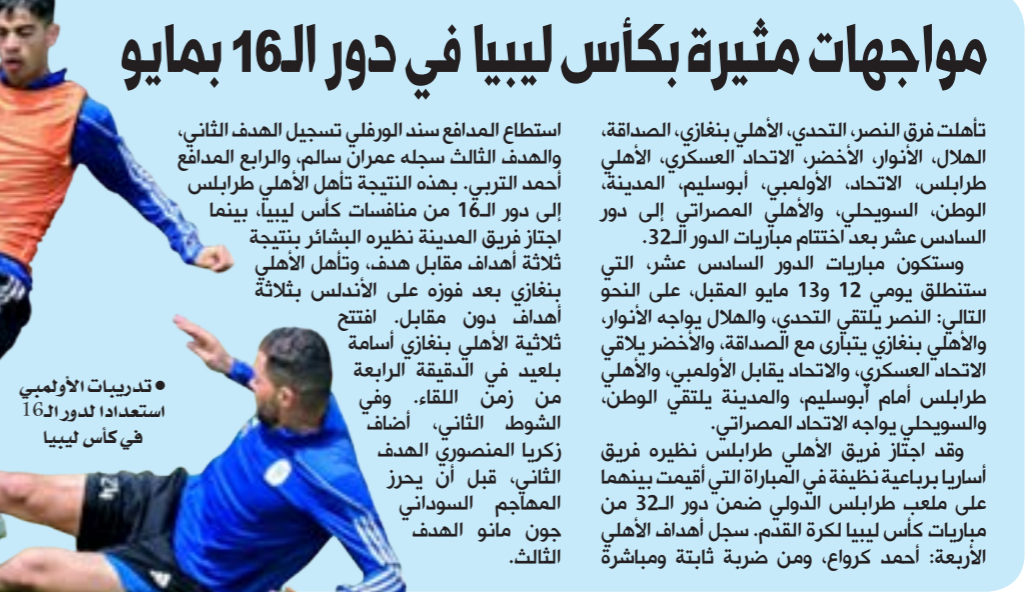 مواجهات مثيرة بكأس ليبيا في دور الـ16 بمايو
تأهلت فرق النصر، التحدي، الأهلي بنغازي، الصداقة،
الهلال، الأنوار، الأخضر، الاتحاد العسكري، الأهلي
طرابلس، الاتحاد، الأولمبي، أبوسليم، المدينة،
الوطن، السويحلي، والأهلي المصراتي إلى دور
السادس عشر بعد اختتام مباريات الدور الـ32.
وستكون مباريات الدور السادس عشر، التي
ستنطلق يومي 12 و13 مايو المقبل، على النحو
التالي: النصر يلتقي التحدي، والهلال يواجه الأنوار،
والأهلي بنغازي يتبارى مع الصداقة، والأخضر يلاقي
الاتحاد العسكري، والاتحاد يقابل الأولمبي، والأهلي
طرابلس أمام أبوسليم، والمدينة يلتقي الوطن،
والسويحلي يواجه الاتحاد المصراتي.
وقد اجتاز فريق الأهلي طرابلس نظيره فريق
أساريا برباعية نظيفة في المباراة التي أقيمت بينهما
على ملعب طرابلس الدولي ضمن دور الـ32 من
مباريات كأس ليبيا لكرة القدم. سجل أهداف الأهلي
الأربعة: أحمد كرواع، ومن ضربة ثابتة ومباشرة
استطاع المدافع سند الورفلي تسجيل الهدف الثاني،
والهدف الثالث سجله عمران سالم، والرابع المدافع
أحمد التربي. بهذه النتيجة تأهل الأهلي طرابلس
إلى دور الـ16 من منافسات كأس ليبيا، بينما
اجتاز فريق المدينة نظيره البشائر بنتيجة
ثلاثة أهداف مقابل هدف، وتأهل الأهلي
بنغازي بعد فوزه على الأندلس بثلاثة
أهداف دون مقابل. افتتح
ثلاثية الأهلي بنغازي أسامة
بلعيد في الدقيقة الرابعة
من زمن اللقاء. وفي
الشوط الثاني، أضاف
زكريا المنصوري الهدف
الثاني، قبل أن يحرز
المهاجم السوداني
جون مانو الهدف
الثالث.
● تدريبات الأولمبي
استعدادا لدور الـ16
في كأس ليبيا
24